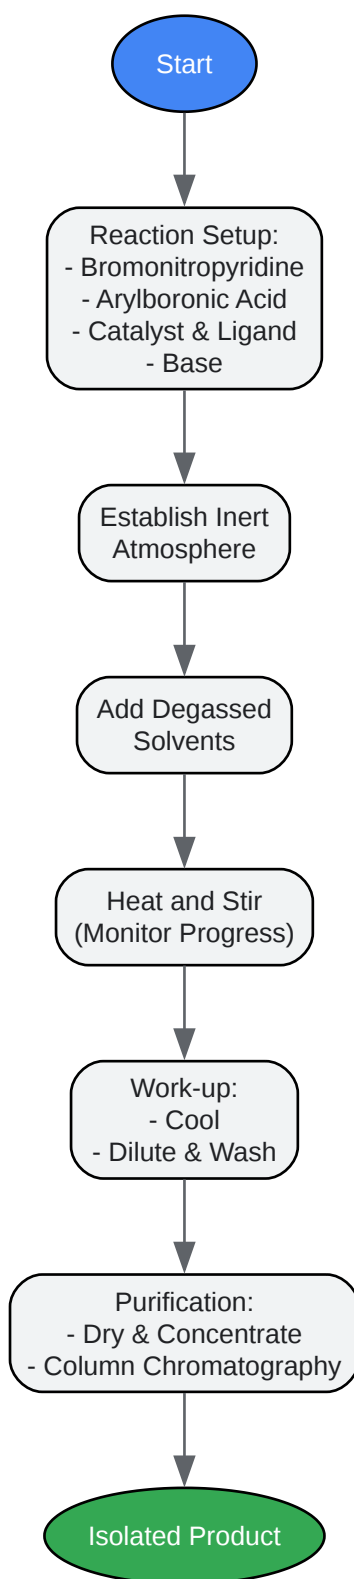 Start
Reaction Setup:
- Bromonitropyridine
- Arylboronic Acid
- Catalyst & Ligand
- Base
Establish Inert
Atmosphere
Add Degassed
Solvents
Heat and Stir
(Monitor Progress)
Work-up:
- Cool
- Dilute & Wash
Purification:
- Dry & Concentrate
- Column Chromatography
Isolated Product